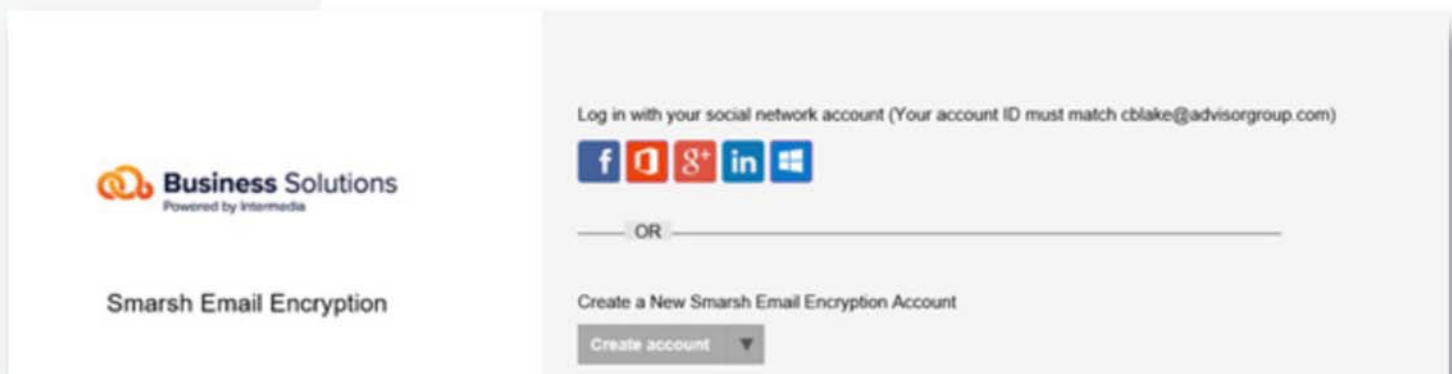 Log in with your social network account (Your account ID must match cblake@advisorgroup.com)
f
g+
in
Business Solutions
Powered by Intermedia
OR
Smarsh Email Encryption
Create a New Smarsh Email Encryption Account
Create account